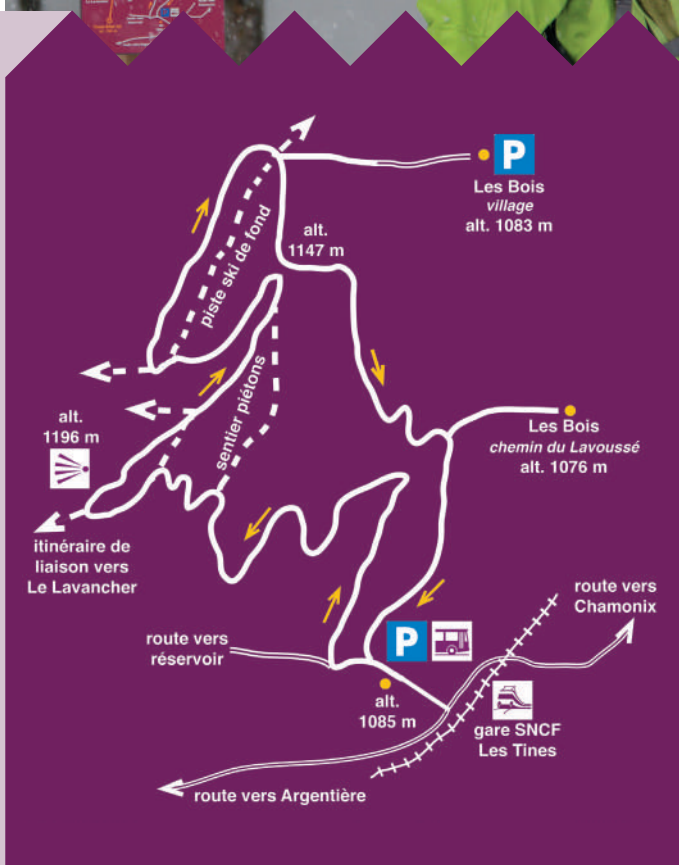 P
Les Bois
village
alt. 1083 m
alt.
1147 m
piste ski de fond
sentier piétons
alt.
1196 m
Les Bois
chemin du Lavoussé
alt. 1076 m
itinéraire de
liaison vers
Le Lavancher
route vers
Chamonix
route vers
réservoir
P
alt.
1085 m
gare SNCF
Les Tines
route vers Argentière